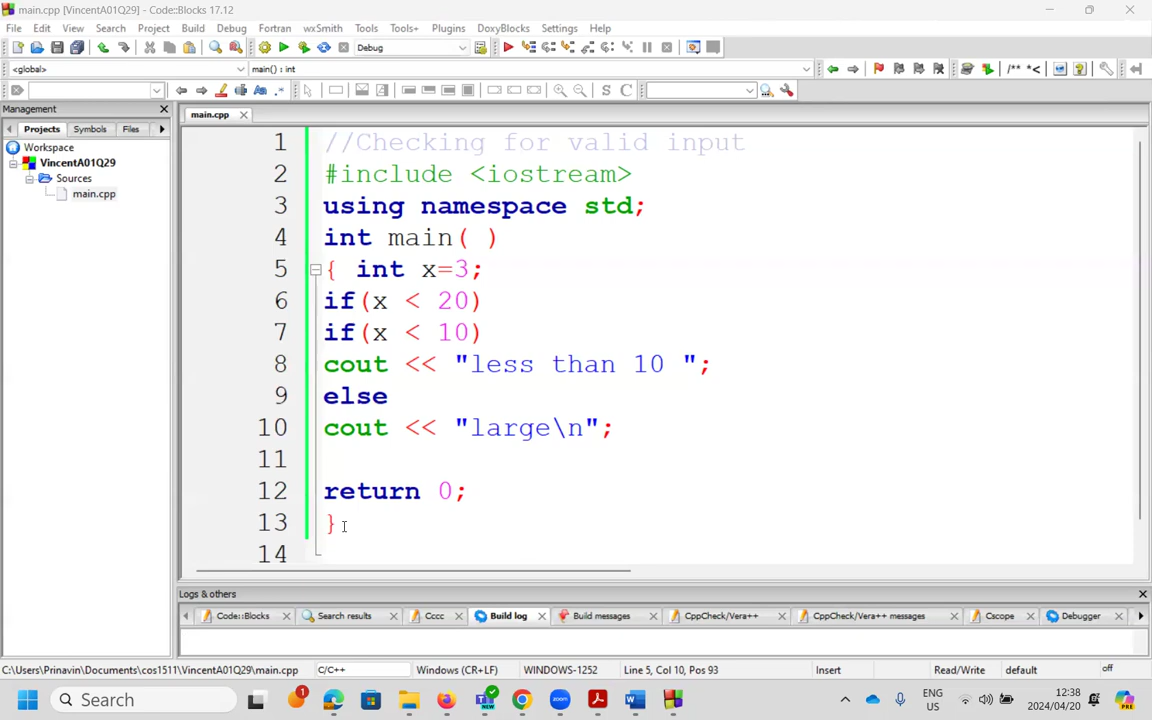 main.cpp [VincentA01Q29] - Code::Blocks 17.12
File Edit View Search Project Build Debug Fortran wxSmith Tools Tools+ Plugins DoxyBlocks Settings Help
Debug
<global> main() : int /** *<
S C
Management
Projects Symbols Files
Workspace
VincentA01Q29
Sources
main.cpp
main.cpp
1 //Checking for valid input
2 #include <iostream>
3 using namespace std;
4 int main( )
5 { int x=3;
6 if(x < 20)
7 if(x < 10)
8 cout << "less than 10 ";
9 else
10 cout << "large\n";
11
12 return 0;
13 }
14
Logs & others
Code::Blocks Search results Cccc Build log Build messages CppCheck/Vera++ CppCheck/Vera++ messages Cscope Debugger
C:\Users\Prinavin\Documents\cos1511\VincentA01Q29\main.cpp C/C++ Windows (CR+LF) WINDOWS-1252 Line 5, Col 10, Pos 93 Insert Read/Write default off
Search 1 NEW ENG US 12:38 2024/04/20 PRE